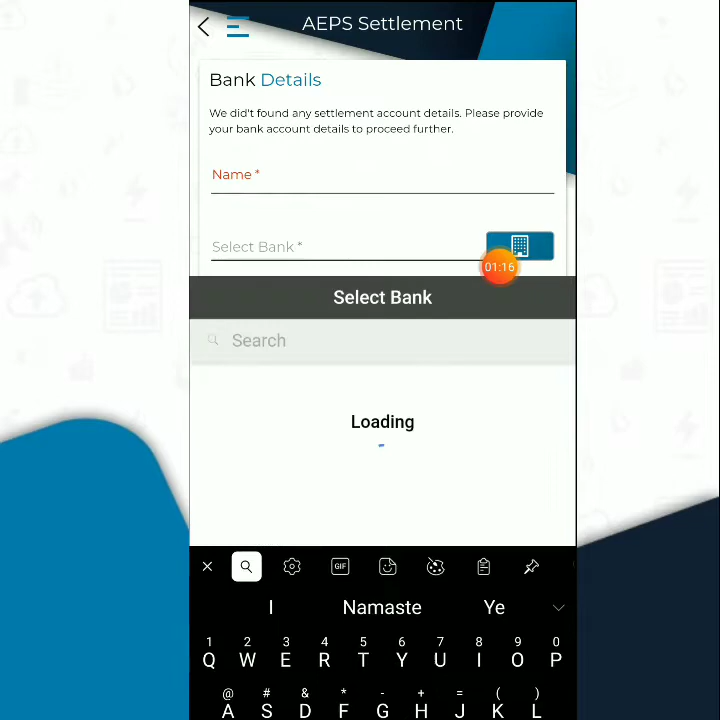 AEPS Settlement
Bank Details
We did't found any settlement account details. Please provide
your bank account details to proceed further.
Name *
Select Bank *
01:16
Select Bank
Search
Loading
GIF
I Namaste Ye
1 2 3 4 5 6 7 8 9 0
Q W E R T Y U I O P
@ # & * - + = ( )
A S D F G H J K L